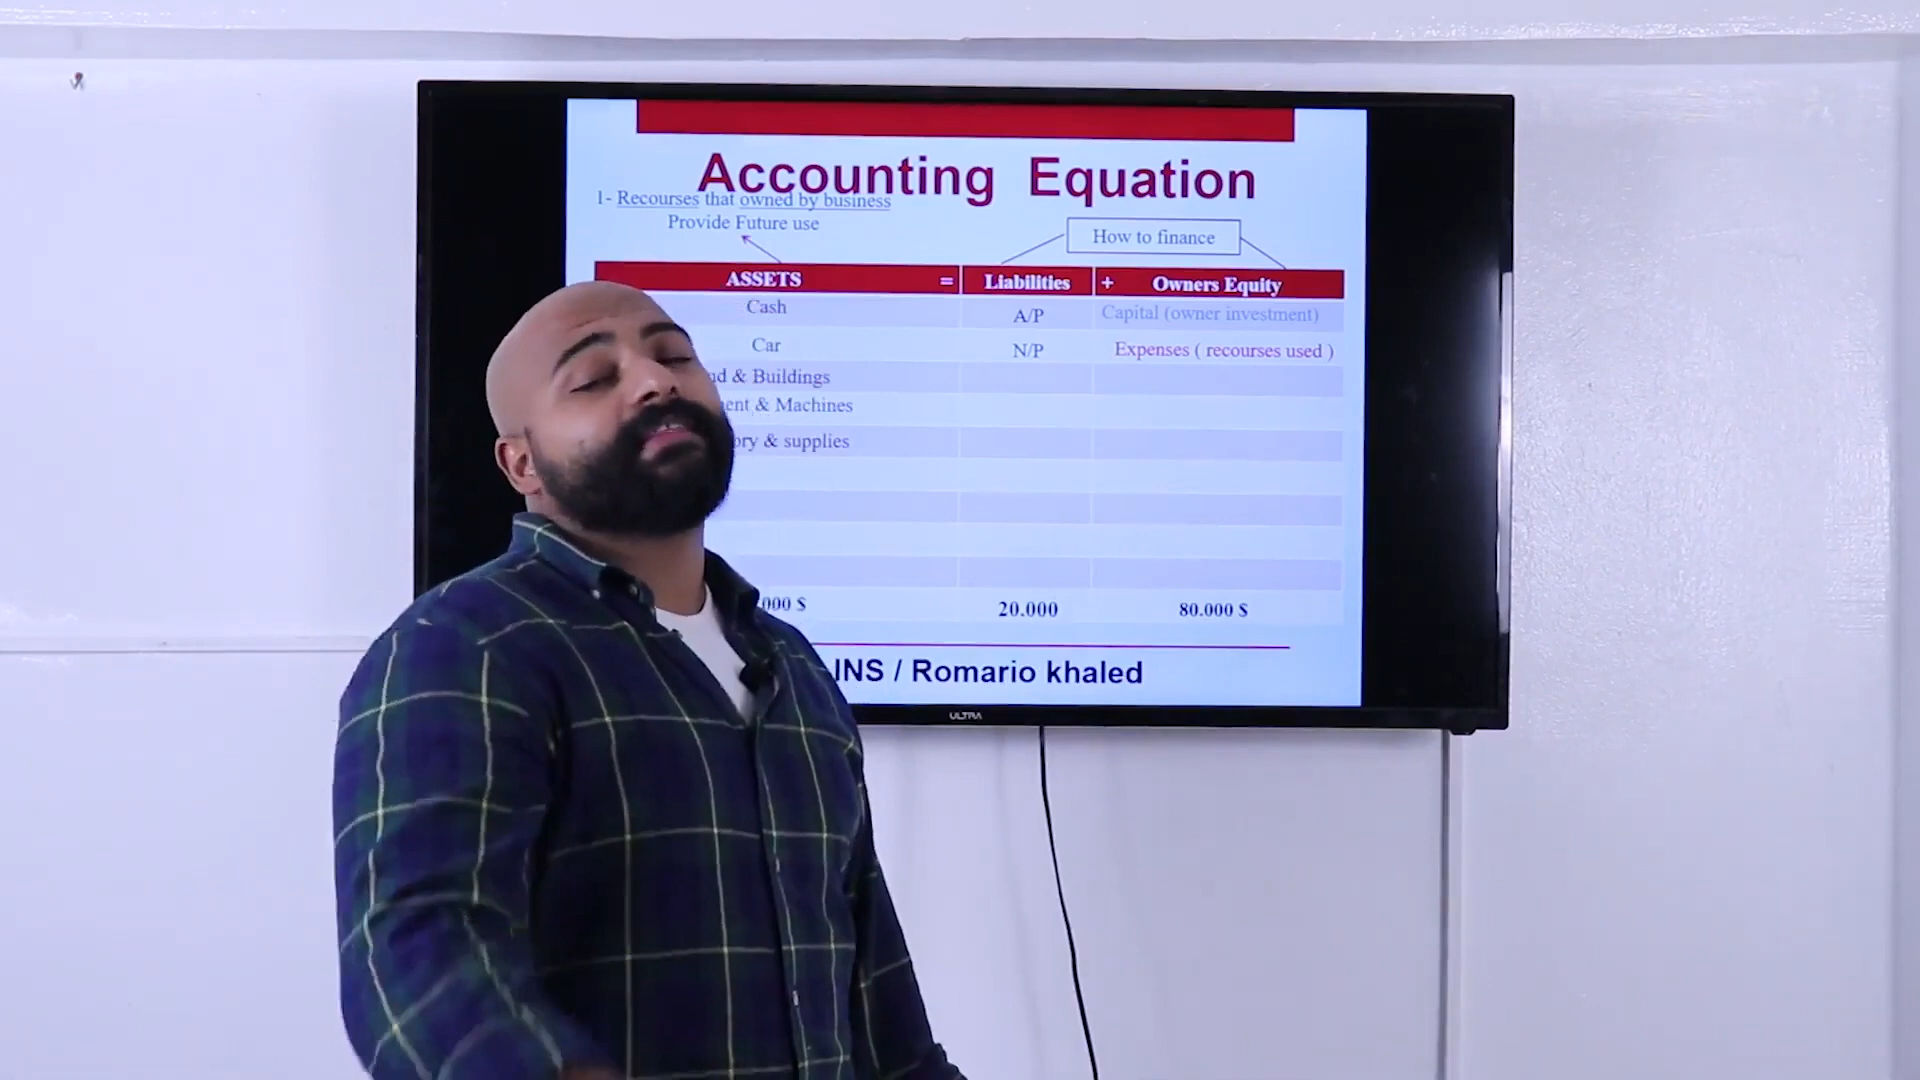 Accounting Equation
1- Recourses that owned by business
Provide Future use
How to finance
ASSETS = Liabilities + Owners Equity
Cash A/P Capital (owner investment)
Car N/P Expenses ( recourses used )
& Buildings
& Machines
& supplies
20.000 80.000 $
INS / Romario khaled
ULTRA